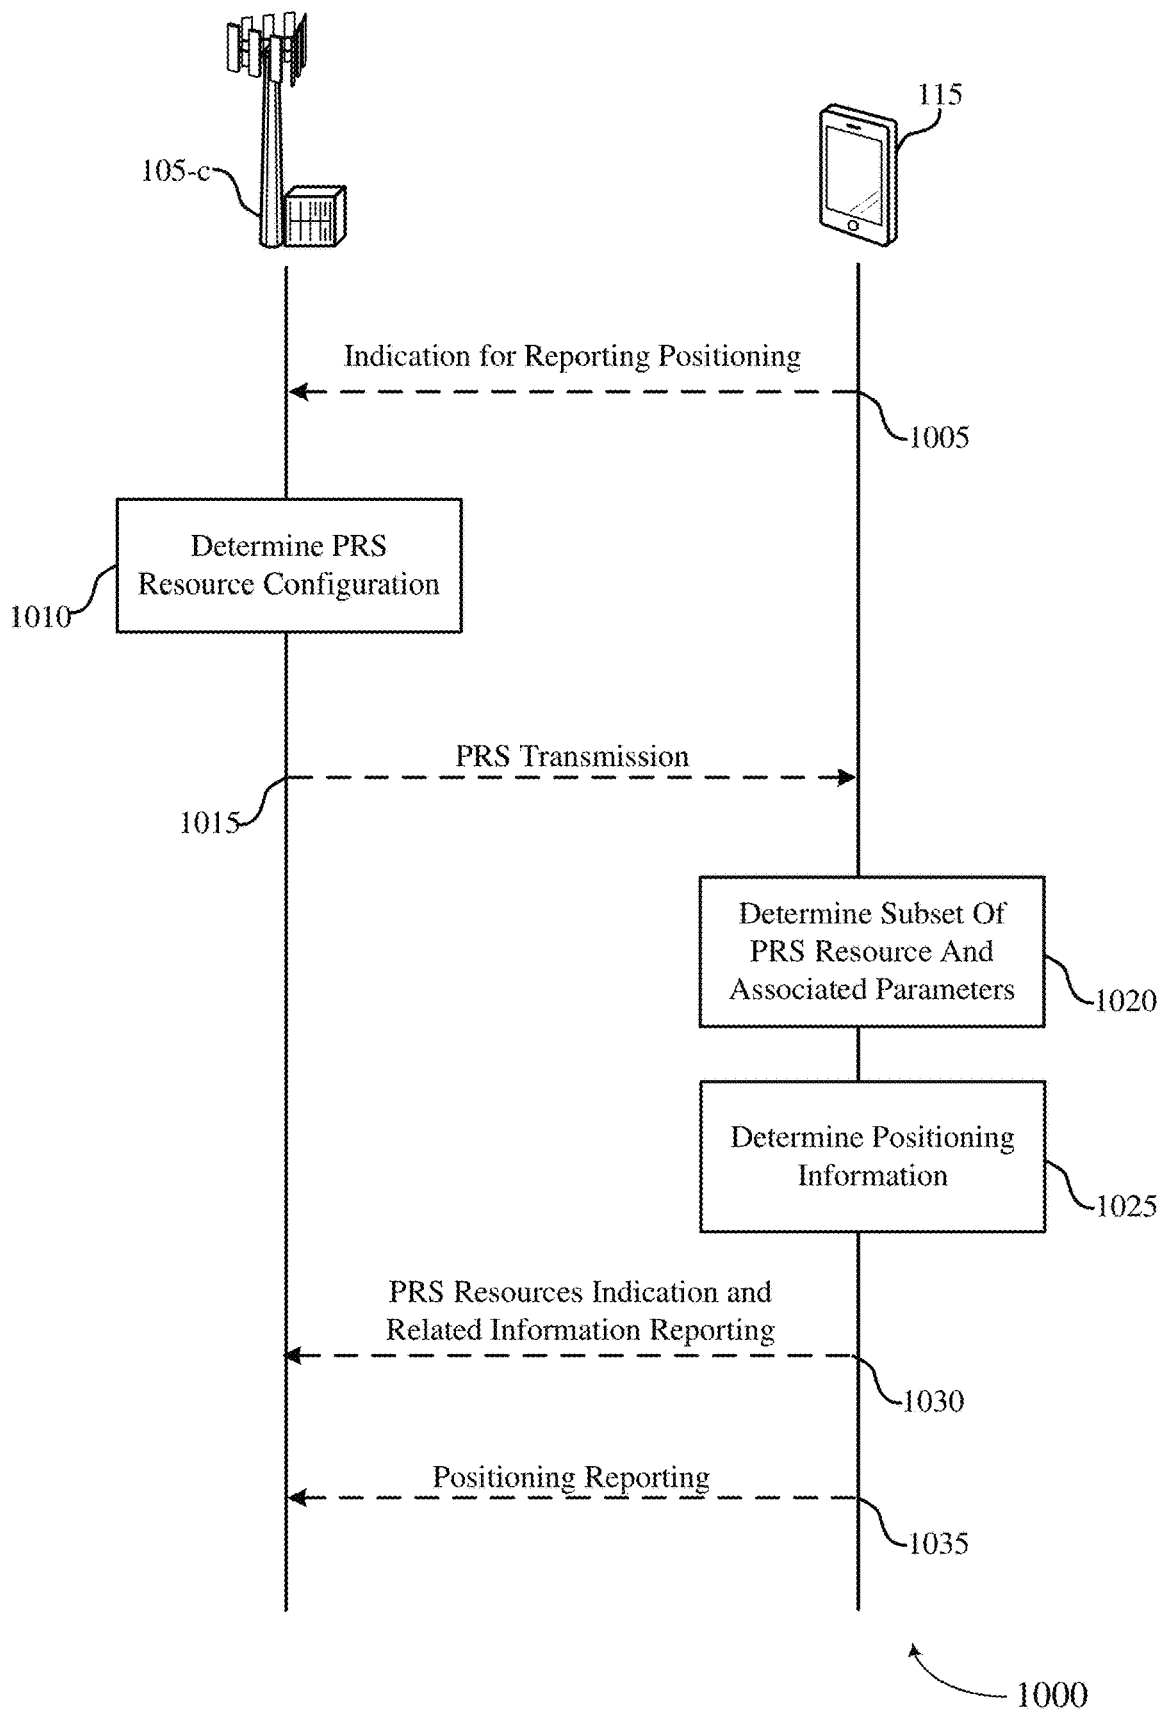 115
105-c
Indication for Reporting Positioning
1005
Determine PRS
Resource Configuration
1010
PRS Transmission
1015
Determine Subset Of
PRS Resource And
Associated Parameters
1020
Determine Positioning
Information
1025
PRS Resources Indication and
Related Information Reporting
1030
Positioning Reporting
1035
1000